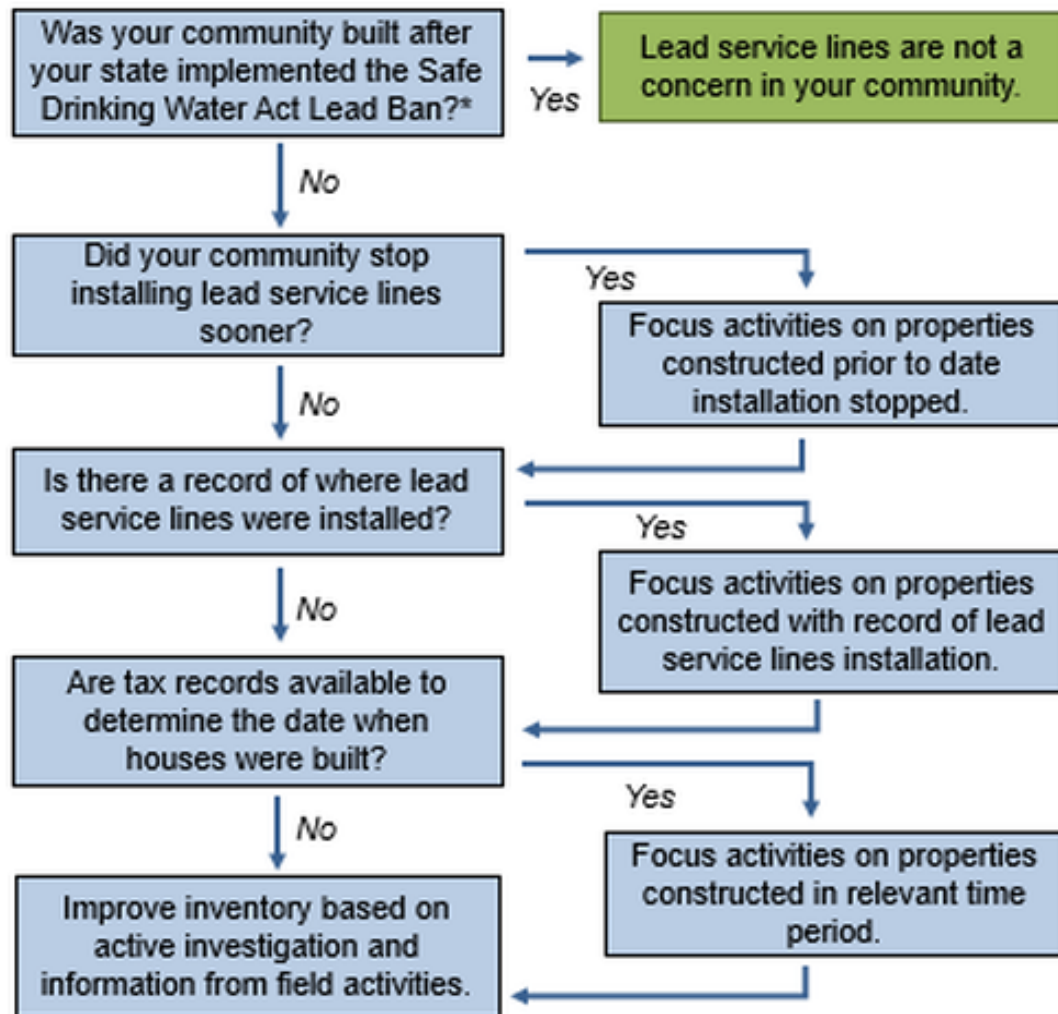 Was your community built after
your state implemented the Safe
Drinking Water Act Lead Ban?*
Yes
Lead service lines are not a
concern in your community.
No
Did your community stop
installing lead service lines
sooner?
Yes
Focus activities on properties
constructed prior to date
installation stopped.
No
Is there a record of where lead
service lines were installed?
Yes
Focus activities on properties
constructed with record of lead
service lines installation.
No
Are tax records available to
determine the date when
houses were built?
Yes
Focus activities on properties
constructed in relevant time
period.
No
Improve inventory based on
active investigation and
information from field activities.